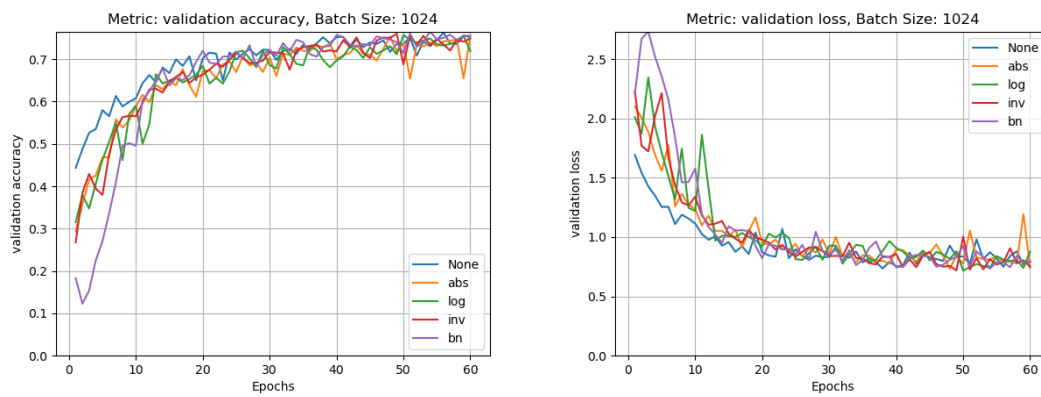 Metric: validation accuracy, Batch Size: 1024
validation accuracy
0.7
0.6
0.5
0.4
0.3
0.2
0.1
0.0
0 10 20 30 40 50 60
Epochs
None
abs
log
inv
bn
Metric: validation loss, Batch Size: 1024
validation loss
2.5
2.0
1.5
1.0
0.5
0.0
0 10 20 30 40 50 60
Epochs
None
abs
log
inv
bn